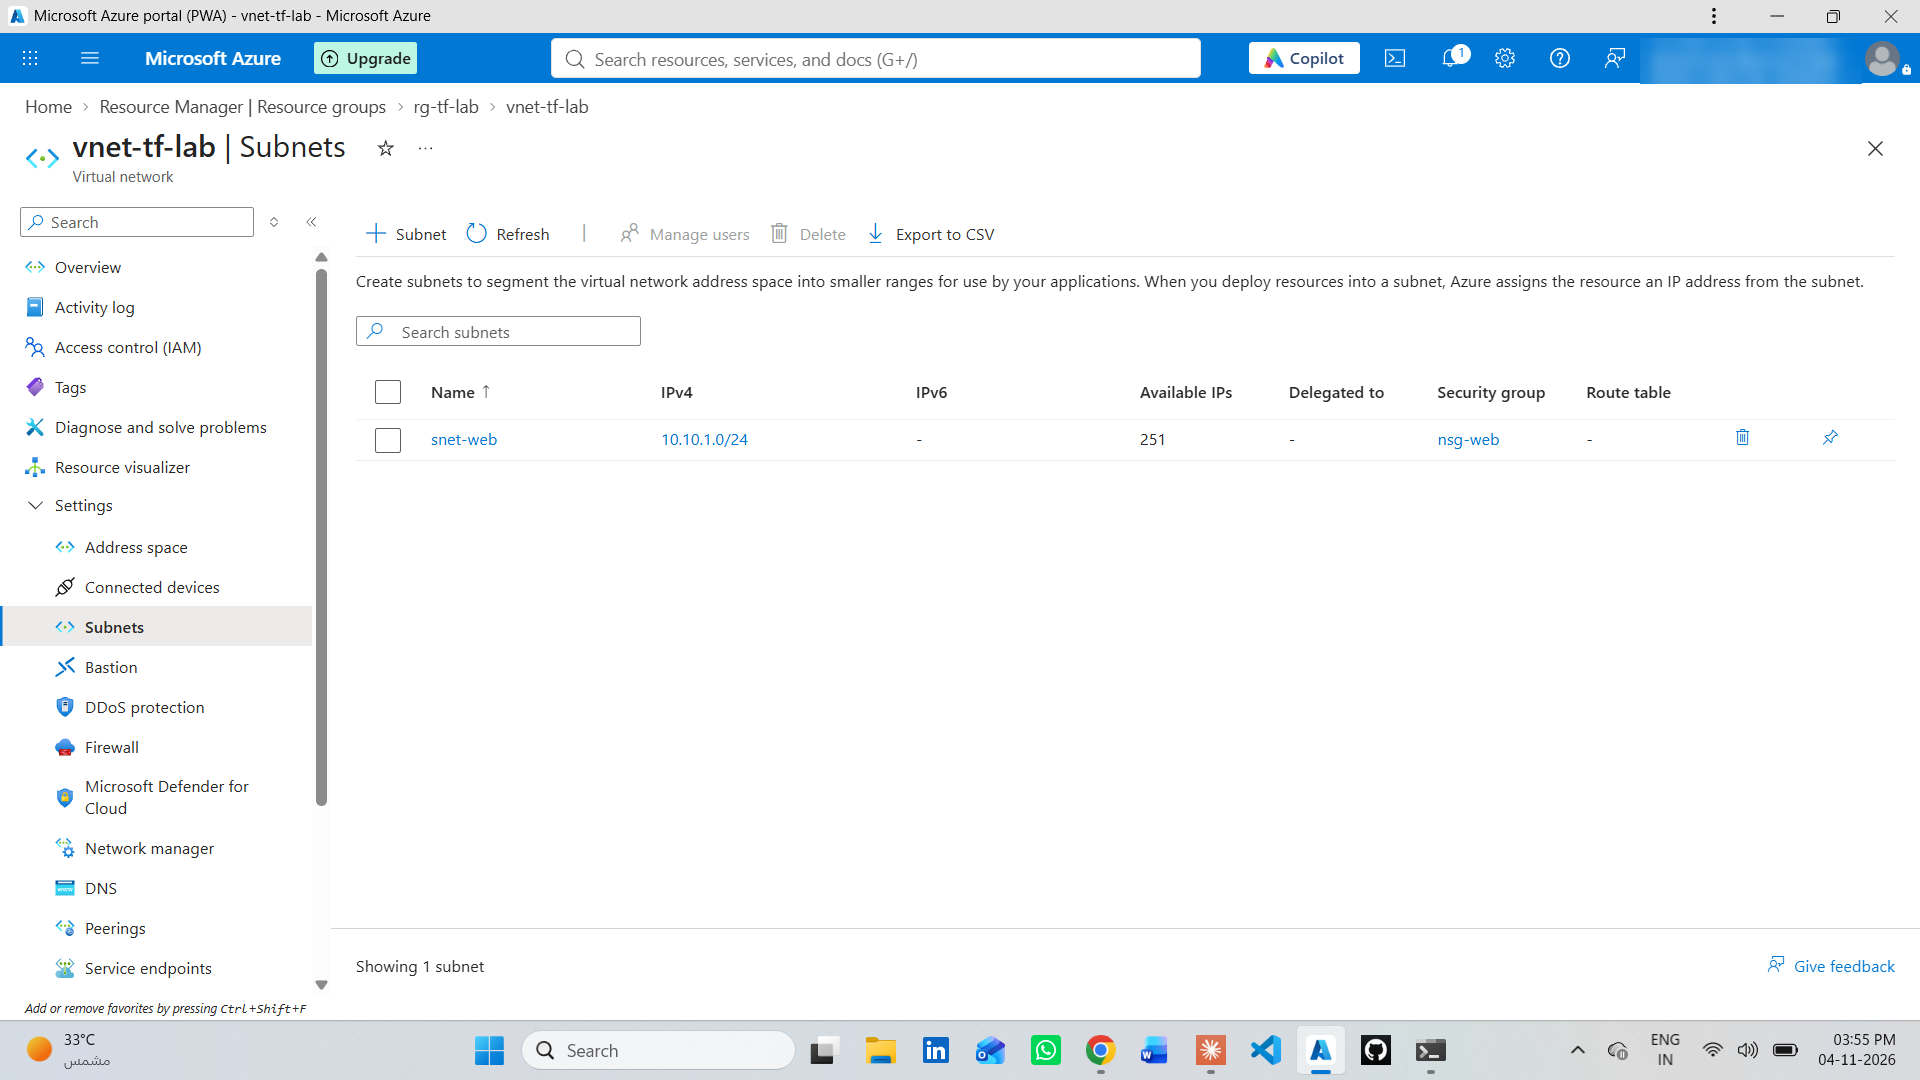 Microsoft Azure portal (PWA) - vnet-tf-lab - Microsoft Azure
Microsoft Azure
Upgrade
Search resources, services, and docs (G+/)
Copilot
1
Home > Resource Manager | Resource groups > rg-tf-lab > vnet-tf-lab
vnet-tf-lab | Subnets
Virtual network
Search
Subnet
Refresh
Manage users
Delete
Export to CSV
Overview
Activity log
Access control (IAM)
Tags
Diagnose and solve problems
Resource visualizer
Settings
Address space
Connected devices
Subnets
Bastion
DDoS protection
Firewall
Microsoft Defender for
Cloud
Network manager
DNS
Peerings
Service endpoints
Add or remove favorites by pressing Ctrl+Shift+F
Create subnets to segment the virtual network address space into smaller ranges for use by your applications. When you deploy resources into a subnet, Azure assigns the resource an IP address from the subnet.
Search subnets
Name ↑ IPv4 IPv6 Available IPs Delegated to Security group Route table
snet-web 10.10.1.0/24 - 251 - nsg-web -
Showing 1 subnet
Give feedback
33°C
مشمس
Search
ENG
IN
03:55 PM
04-11-2026